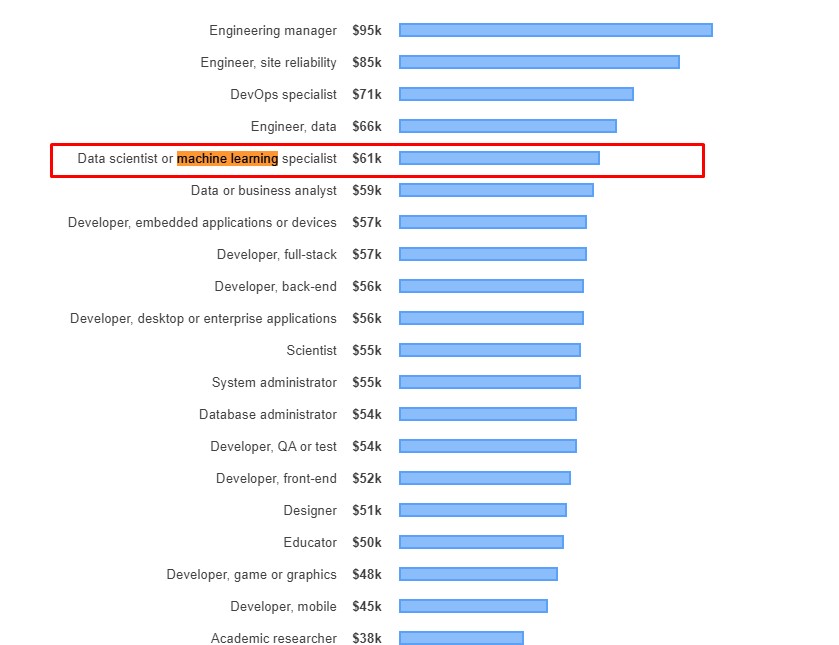 Engineering manager $95k
Engineer, site reliability $85k
DevOps specialist $71k
Engineer, data $66k
Data scientist or machine learning specialist $61k
Data or business analyst $59k
Developer, embedded applications or devices $57k
Developer, full-stack $57k
Developer, back-end $56k
Developer, desktop or enterprise applications $56k
Scientist $55k
System administrator $55k
Database administrator $54k
Developer, QA or test $54k
Developer, front-end $52k
Designer $51k
Educator $50k
Developer, game or graphics $48k
Developer, mobile $45k
Academic researcher $38k